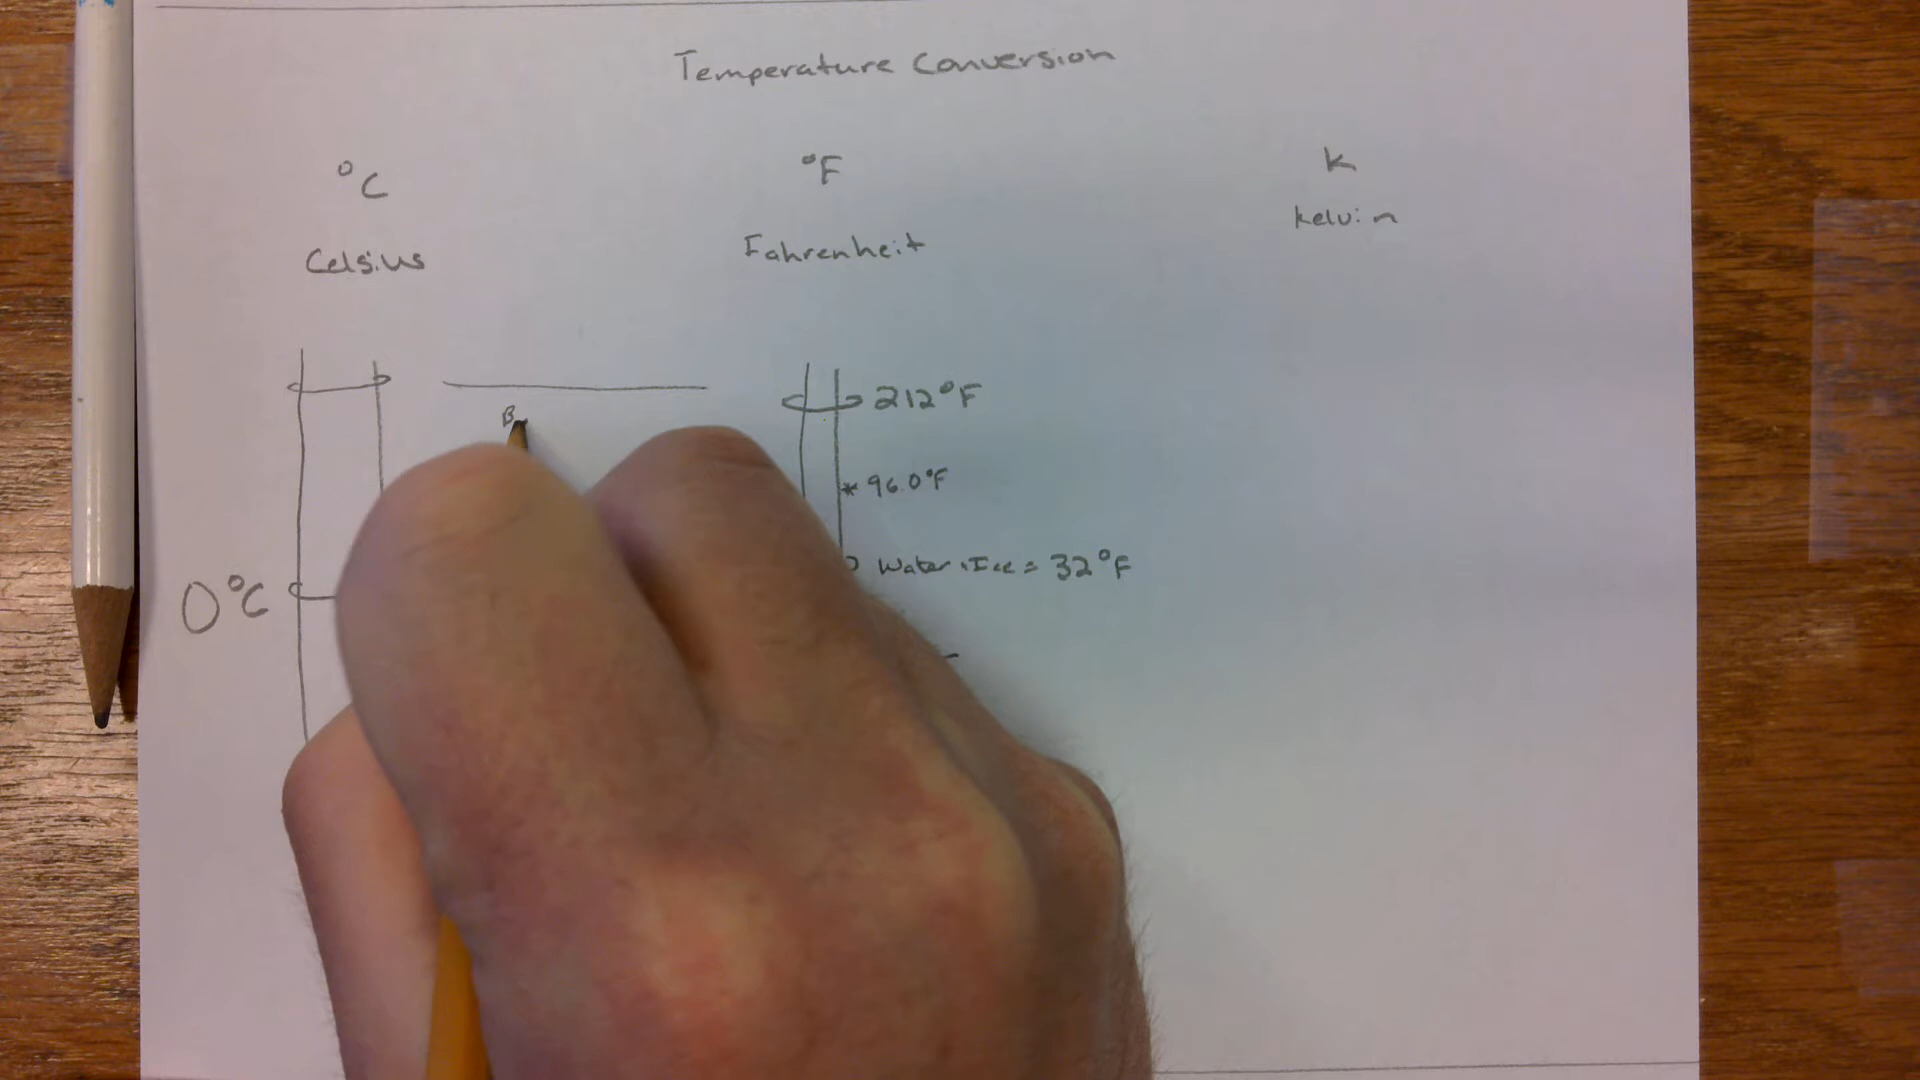 Temperature Conversion
°C
°F
K
Celsius
Fahrenheit
Kelvin
212°F
B
* 96.0°F
Water + Ice = 32°F
0°C